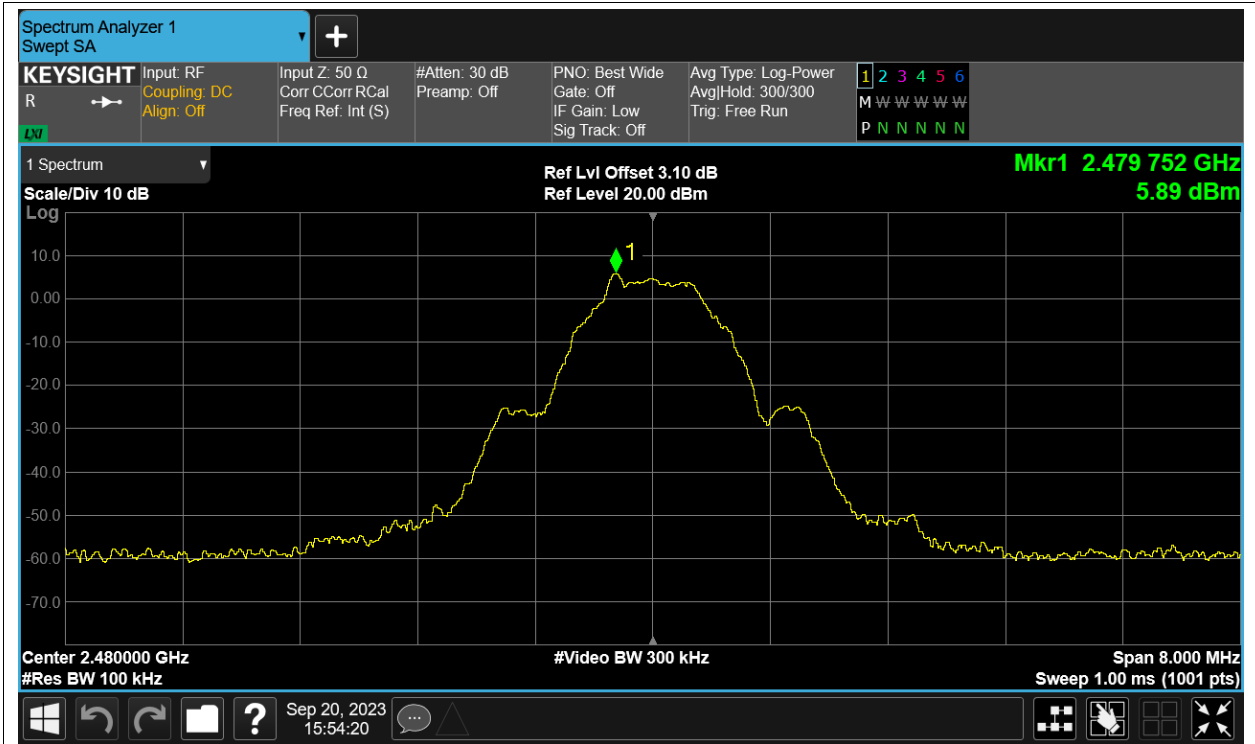 Spectrum Analyzer 1
Swept SA
KEYSIGHT
R
LXI
Input: RF
Coupling: DC
Align: Off
Input Z: 50 Ω
Corr CCorr RCal
Freq Ref: Int (S)
#Atten: 30 dB
Preamp: Off
PNO: Best Wide
Gate: Off
IF Gain: Low
Sig Track: Off
Avg Type: Log-Power
Avg|Hold: 300/300
Trig: Free Run
1 2 3 4 5 6
M W W W W W
P N N N N N
1 Spectrum
Scale/Div 10 dB
Log
Ref Lvl Offset 3.10 dB
Ref Level 20.00 dBm
Mkr1 2.479 752 GHz
5.89 dBm
1
10.0
0.00
-10.0
-20.0
-30.0
-40.0
-50.0
-60.0
-70.0
Center 2.480000 GHz
#Res BW 100 kHz
#Video BW 300 kHz
Span 8.000 MHz
Sweep 1.00 ms (1001 pts)
?
Sep 20, 2023
15:54:20